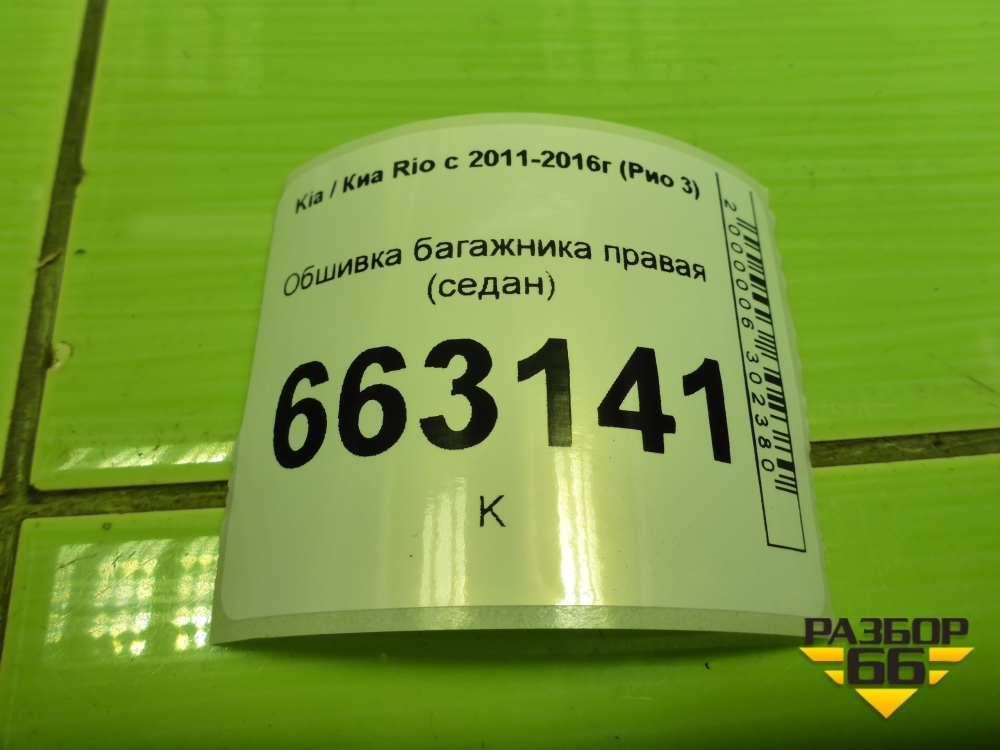 Kia / Киа Rio с 2011-2016г (Рио 3)
Обшивка багажника правая
(седан)
663141
К
2000006302380
РАЗБОР
66